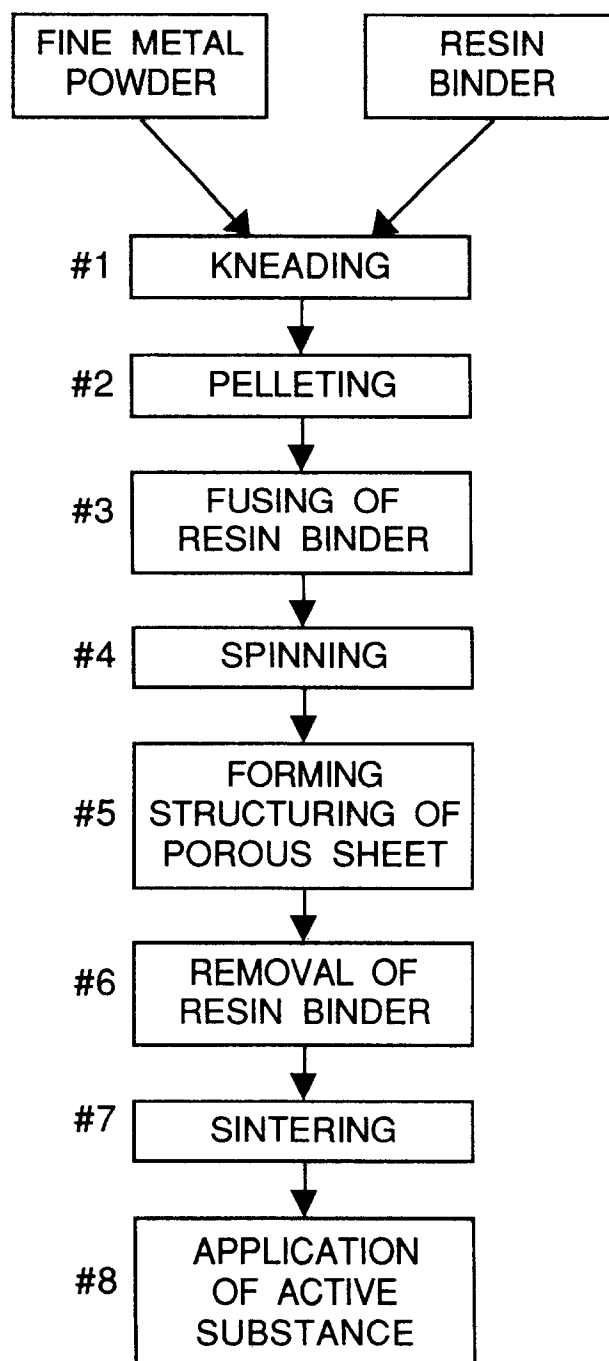 FINE METAL
POWDER
RESIN
BINDER
#1 KNEADING
#2 PELLETING
#3 FUSING OF
RESIN BINDER
#4 SPINNING
#5 FORMING
STRUCTURING OF
POROUS SHEET
#6 REMOVAL OF
RESIN BINDER
#7 SINTERING
#8 APPLICATION
OF ACTIVE
SUBSTANCE